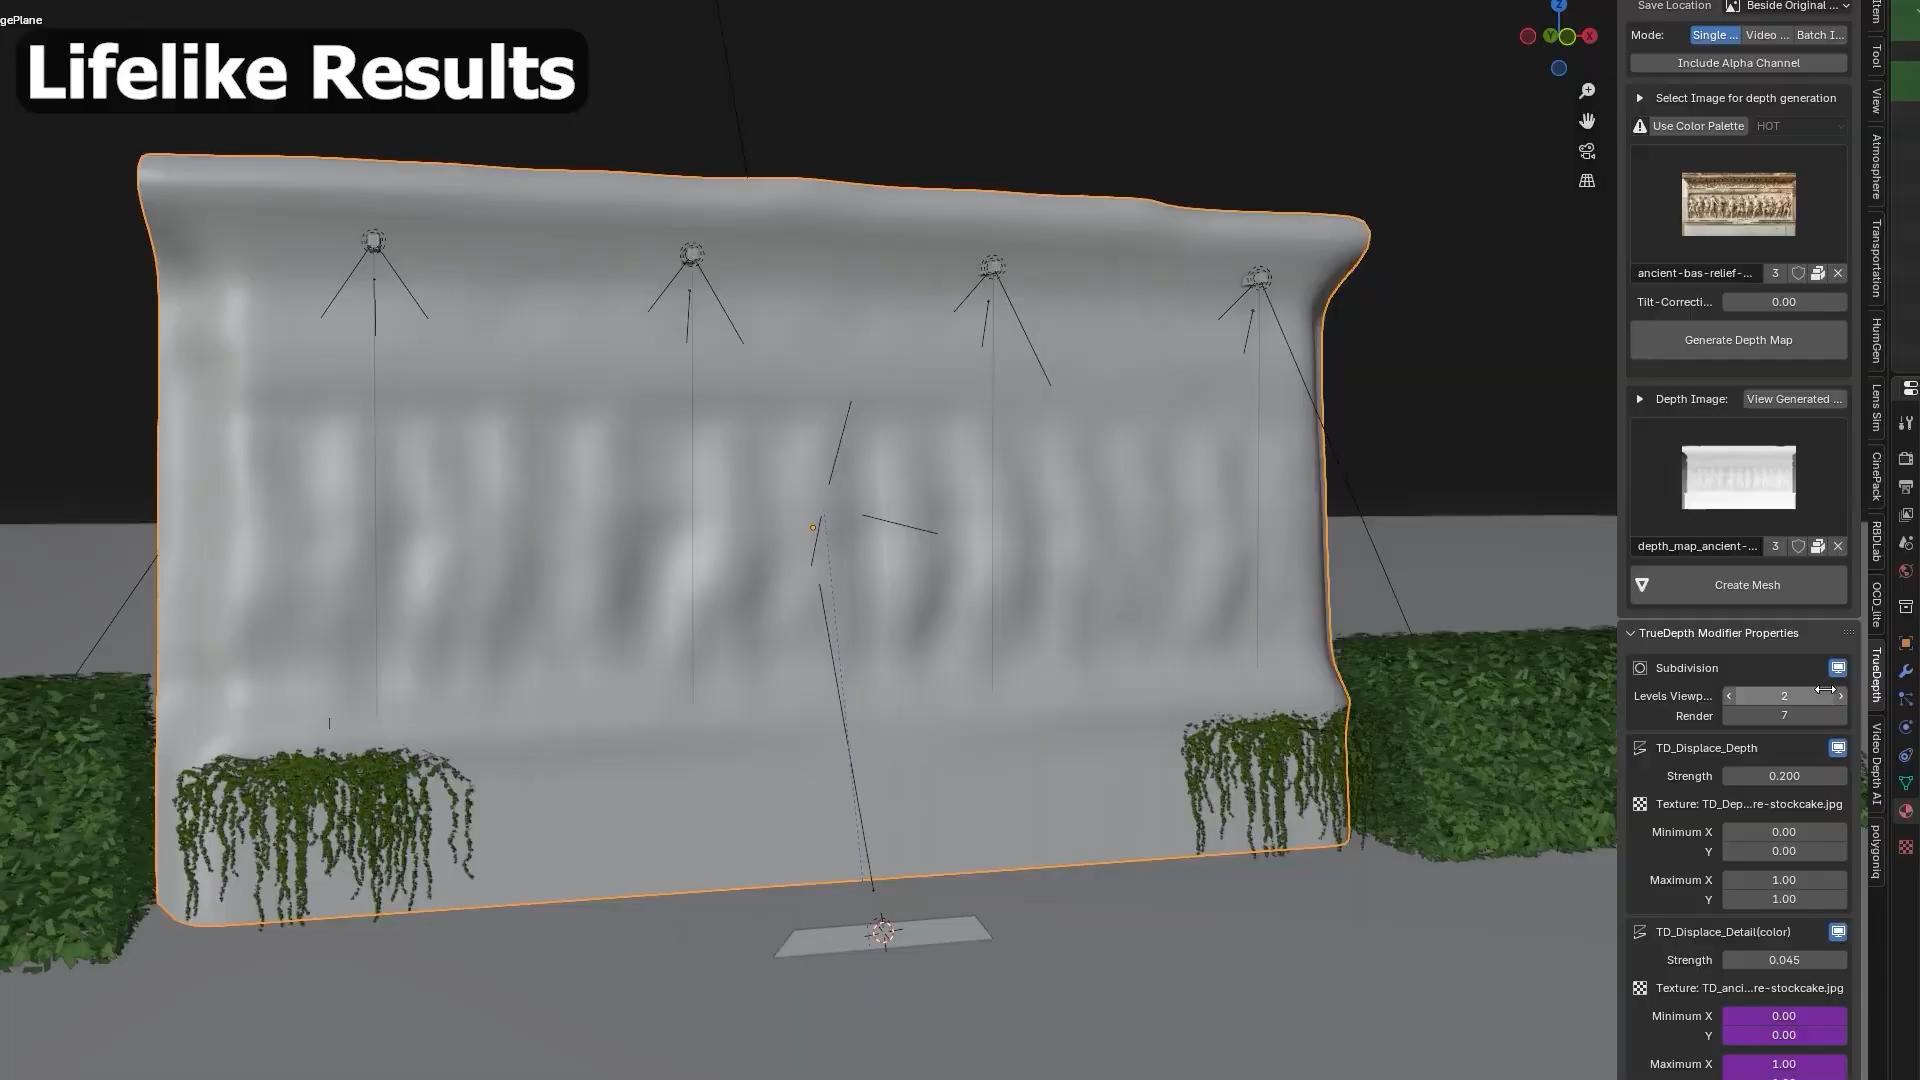 gePlane
Lifelike Results
Z
Y
X
Save Location
Beside Original ...
Mode:
Single ...
Video ...
Batch I...
Include Alpha Channel
Select Image for depth generation
Use Color Palette
HOT
ancient-bas-relief-...
3
Tilt-Correcti...
0.00
Generate Depth Map
Depth Image:
View Generated ...
depth_map_ancient-...
3
Create Mesh
TrueDepth Modifier Properties
Subdivision
Levels Viewp...
2
Render
7
TD_Displace_Depth
Strength
0.200
Texture: TD_Dep...re-stockcake.jpg
Minimum X
0.00
Y
0.00
Maximum X
1.00
Y
1.00
TD_Displace_Detail(color)
Strength
0.045
Texture: TD_anci...re-stockcake.jpg
Minimum X
0.00
Y
0.00
Maximum X
1.00
Item
Tool
View
Atmosphere
Transportation
HumGen
Lens Sim
CinePack
RBDLab
OCD_lite
TrueDepth
Video Depth AI
polygoniq